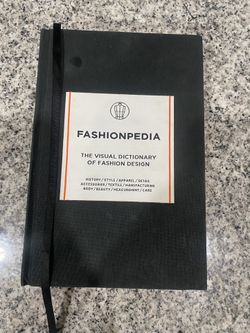 FASHIONPEDIA
THE VISUAL DICTIONARY
OF FASHION DESIGN
HISTORY / STYLE / APPAREL / DETAIL
ACCESSORIES / TEXTILE / MANUFACTURING
BODY / BEAUTY / MEASUREMENT / CARE